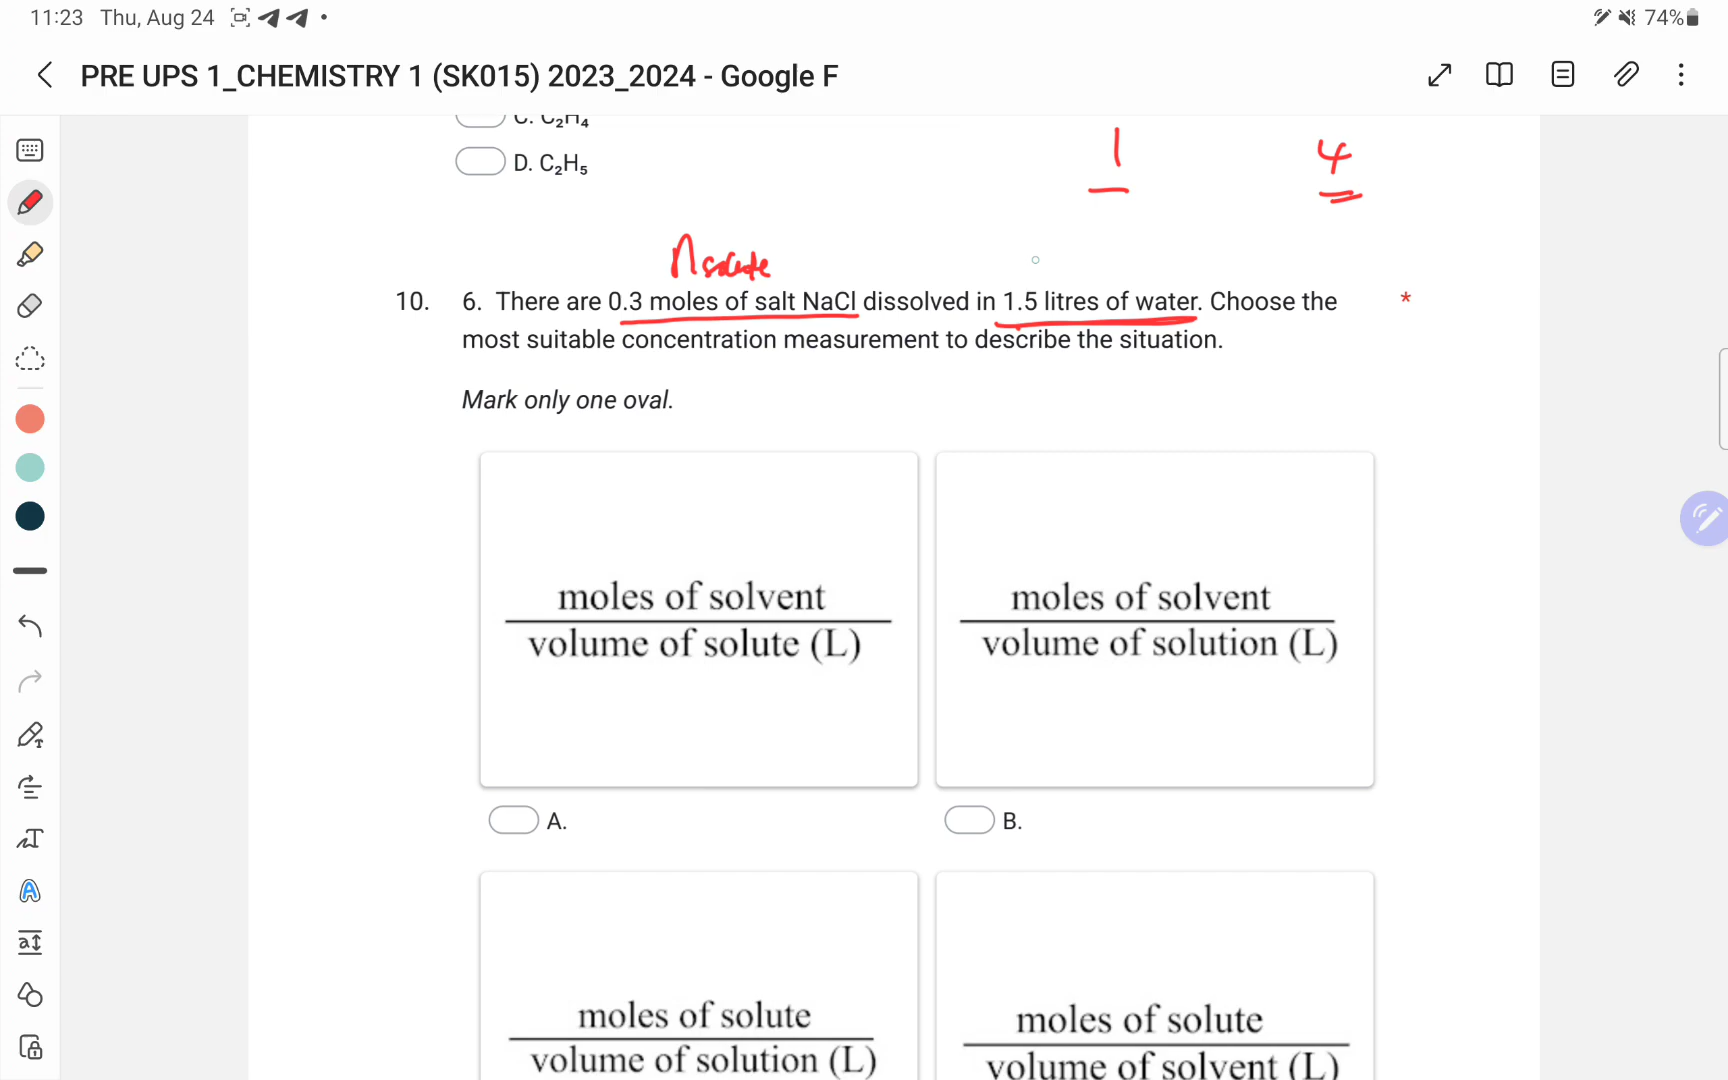 11:23 Thu, Aug 24 74%
PRE UPS 1_CHEMISTRY 1 (SK015) 2023_2024 - Google F
C. C₂H₄
D. C₂H₅
1 4
n solute
10. 6. There are 0.3 moles of salt NaCl dissolved in 1.5 litres of water. Choose the *
most suitable concentration measurement to describe the situation.
Mark only one oval.
moles of solvent
volume of solute (L)
moles of solvent
volume of solution (L)
A.
B.
moles of solute
volume of solution (L)
moles of solute
volume of solvent (L)